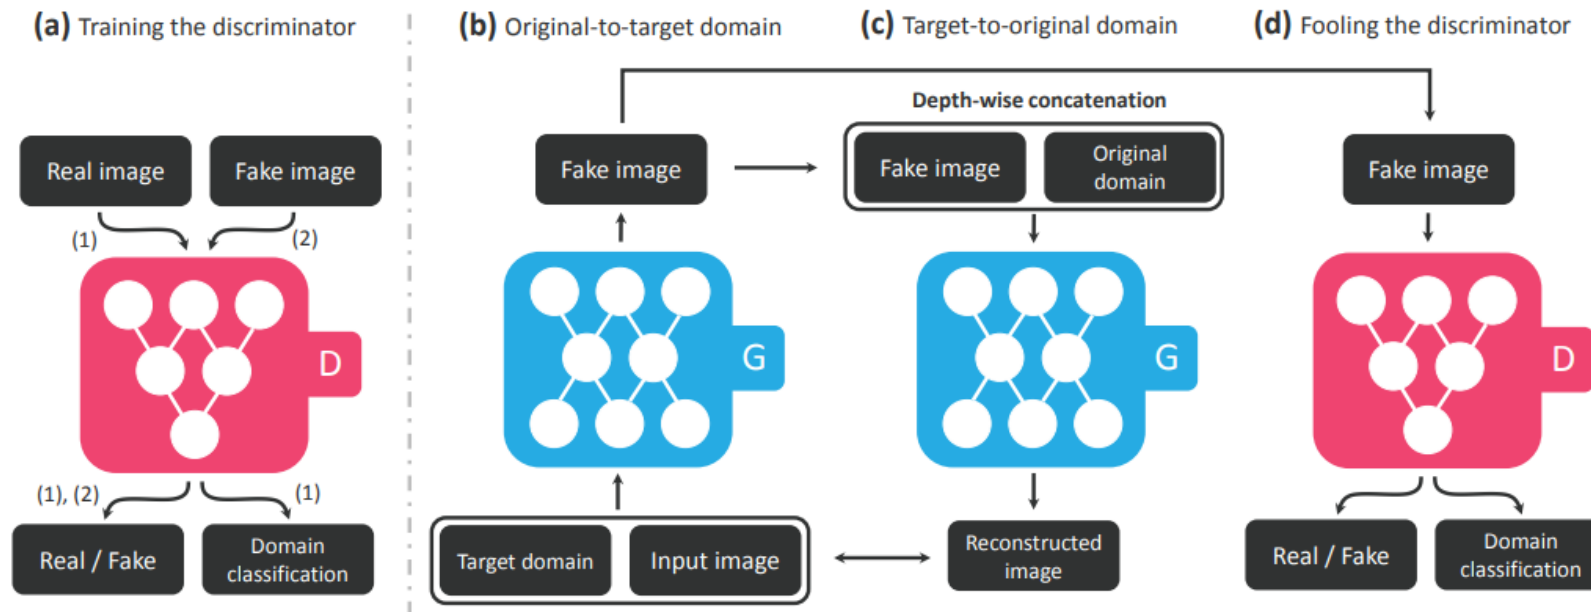 (a) Training the discriminator
(b) Original-to-target domain
(c) Target-to-original domain
(d) Fooling the discriminator
Depth-wise concatenation
Real image
Fake image
Fake image
Fake image
Original
domain
Fake image
(1)
(2)
D
G
G
D
(1), (2)
(1)
Real / Fake
Domain
classification
Target domain
Input image
Reconstructed
image
Real / Fake
Domain
classification